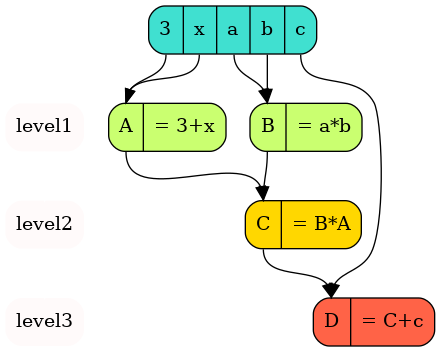 3 x a b c
level1 A = 3+x B = a*b
level2 C = B*A
level3 D = C+c